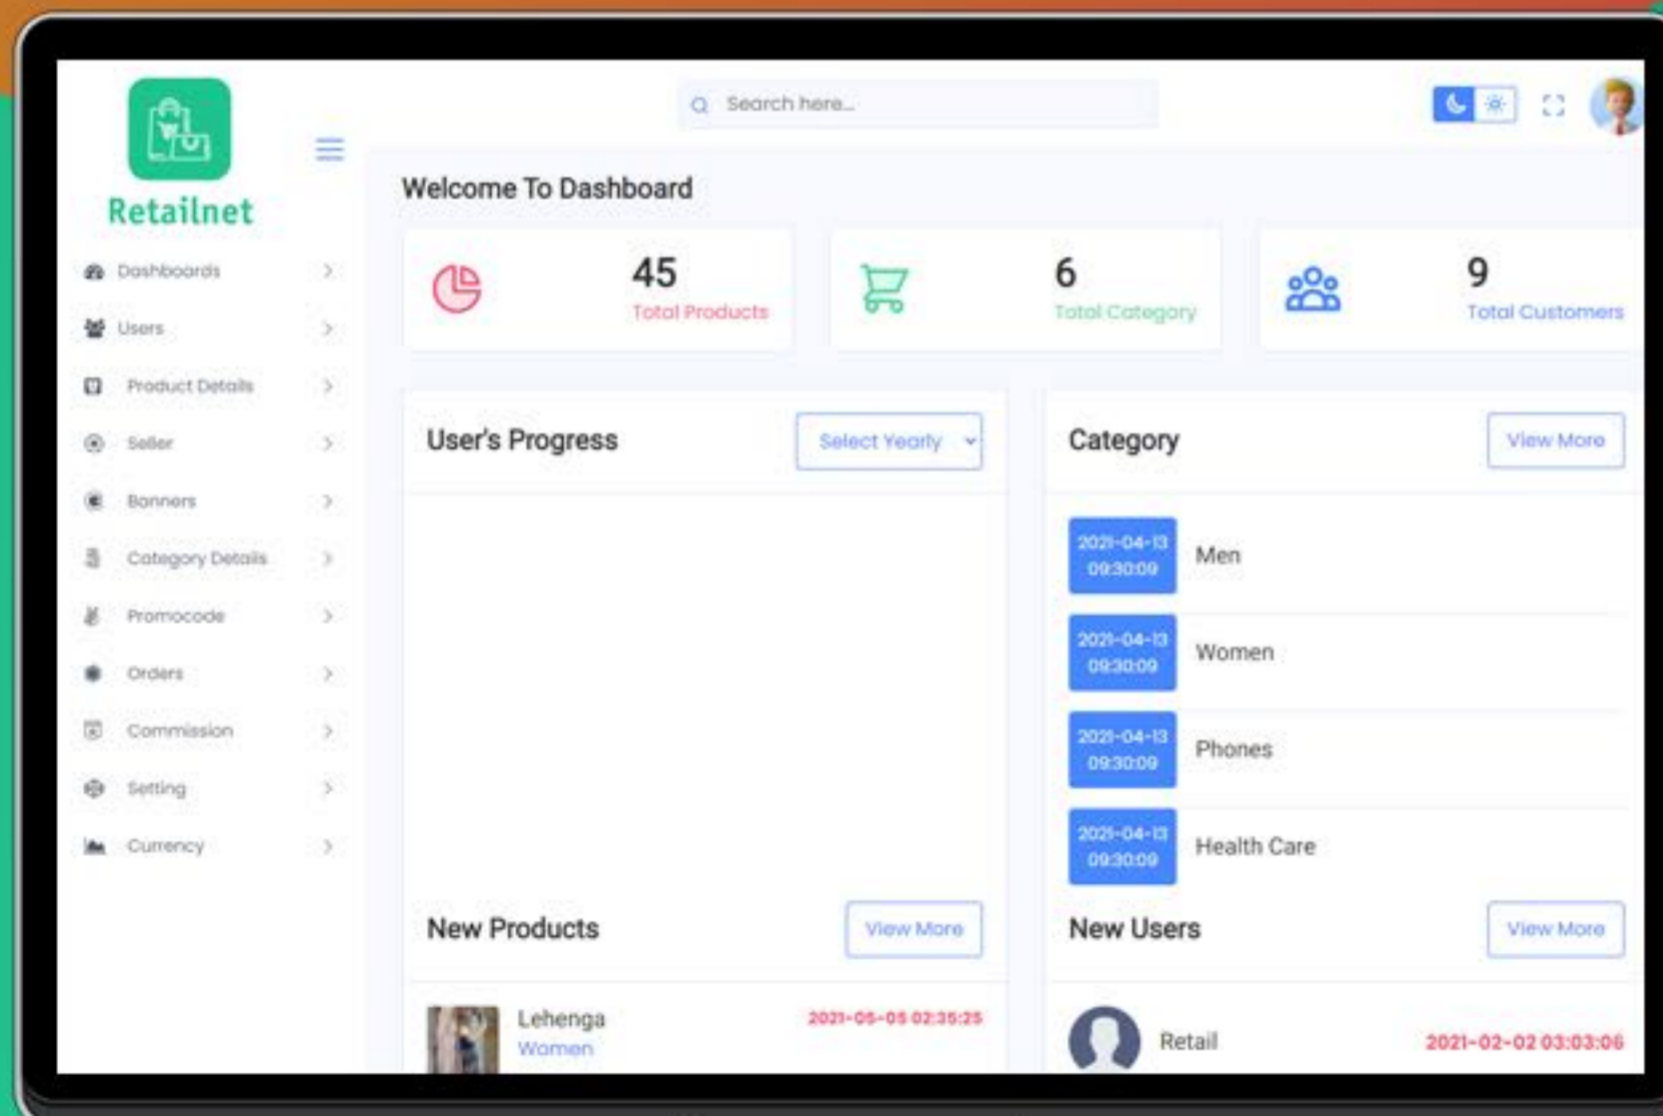 Retailnet
Search here...
Dashboards
Users
Product Details
Seller
Banners
Category Details
Promocode
Orders
Commission
Setting
Currency
Welcome To Dashboard
45
Total Products
6
Total Category
9
Total Customers
User's Progress
Select Yearly
Category
View More
2021-04-13
09:30:09
Men
2021-04-13
09:30:09
Women
2021-04-13
09:30:09
Phones
2021-04-13
09:30:09
Health Care
New Products
View More
Lehenga
2021-05-05 02:35:25
Women
New Users
View More
Retail
2021-02-02 03:03:06